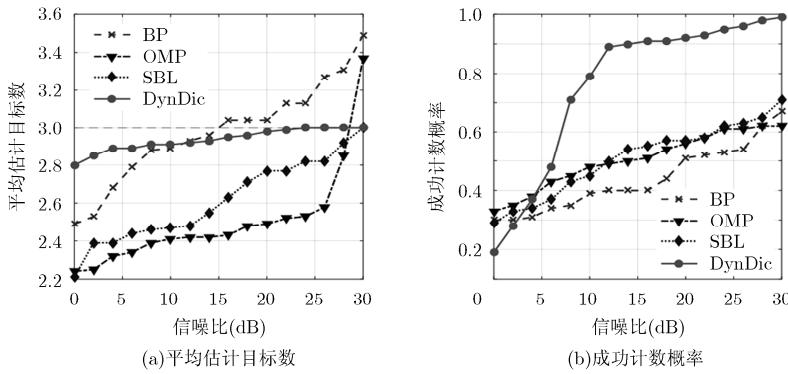 3.6
3.4
3.2
3.0
2.8
2.6
2.4
2.2
平均估计目标数
BP
OMP
SBL
DynDic
0 5 10 15 20 25 30
信噪比(dB)
(a)平均估计目标数
1.0
0.8
0.6
0.4
0.2
成功计数概率
BP
OMP
SBL
DynDic
0 5 10 15 20 25 30
信噪比(dB)
(b)成功计数概率